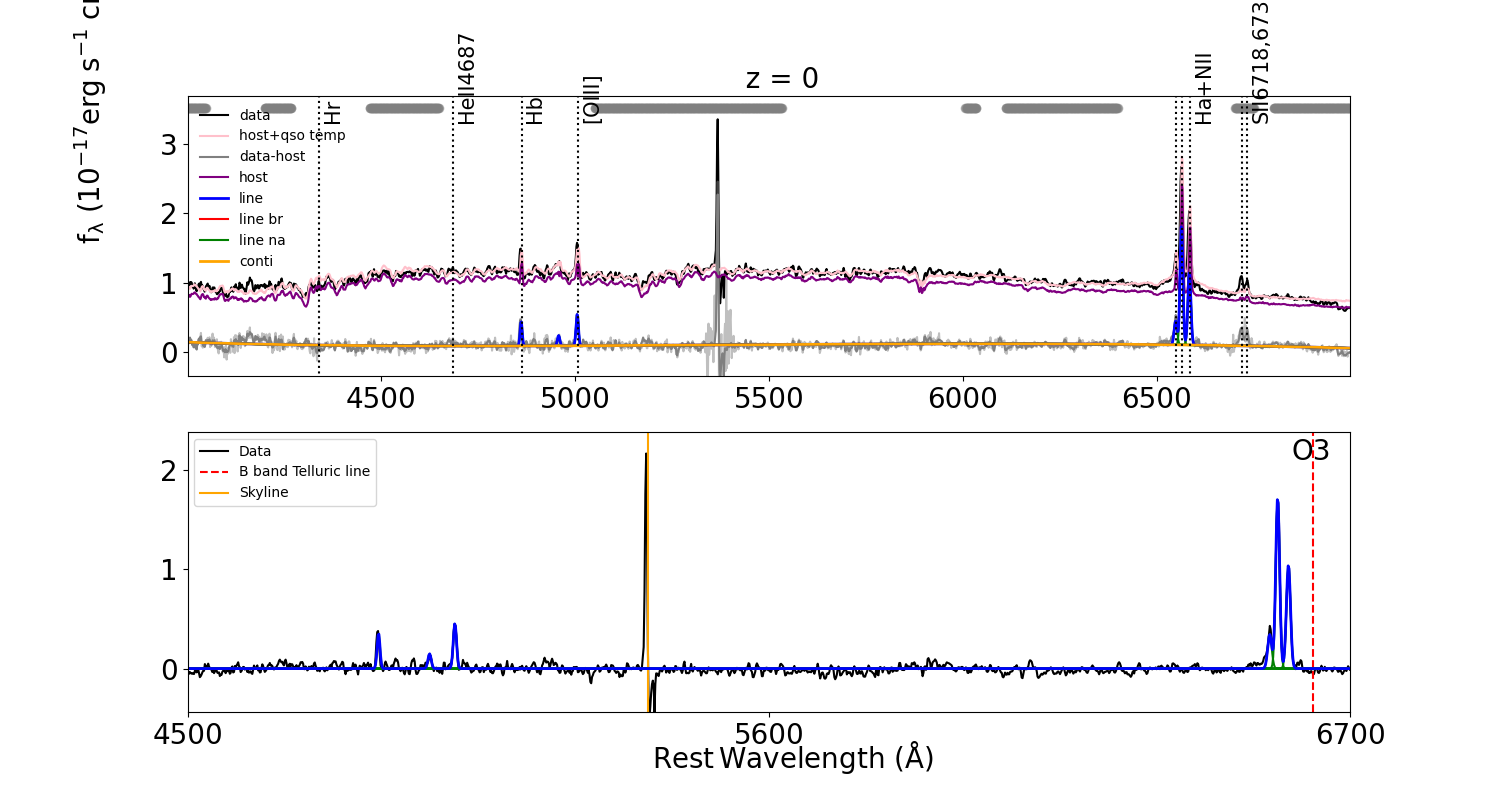 z = 0
f_λ (10^{-17}erg s^{-1} c
Hr
HeII4687
Hb
[OIII]
Ha+NII
SII6718,673
data
host+qso temp
data-host
host
line
line br
line na
conti
3
2
1
0
4500 5000 5500 6000 6500
Data
B band Telluric line
Skyline
O3
2
1
0
4500 5600 6700
Rest Wavelength (Å)